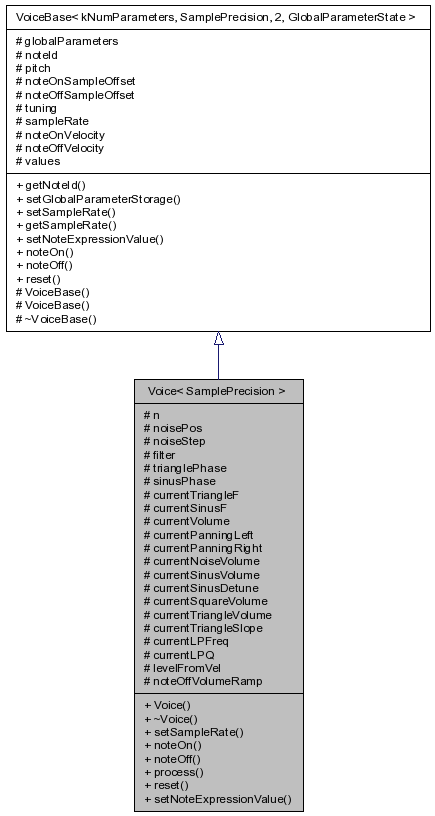 VoiceBase< kNumParameters, SamplePrecision, 2, GlobalParameterState >
# globalParameters
# noteId
# pitch
# noteOnSampleOffset
# noteOffSampleOffset
# tuning
# sampleRate
# noteOnVelocity
# noteOffVelocity
# values
+ getNoteId()
+ setGlobalParameterStorage()
+ setSampleRate()
+ getSampleRate()
+ setNoteExpressionValue()
+ noteOn()
+ noteOff()
+ reset()
# VoiceBase()
# VoiceBase()
# ~VoiceBase()
Voice< SamplePrecision >
# n
# noisePos
# noiseStep
# filter
# trianglePhase
# sinusPhase
# currentTriangleF
# currentSinusF
# currentVolume
# currentPanningLeft
# currentPanningRight
# currentNoiseVolume
# currentSinusVolume
# currentSinusDetune
# currentSquareVolume
# currentTriangleVolume
# currentTriangleSlope
# currentLPFreq
# currentLPQ
# levelFromVel
# noteOffVolumeRamp
+ Voice()
+ ~Voice()
+ setSampleRate()
+ noteOn()
+ noteOff()
+ process()
+ reset()
+ setNoteExpressionValue()